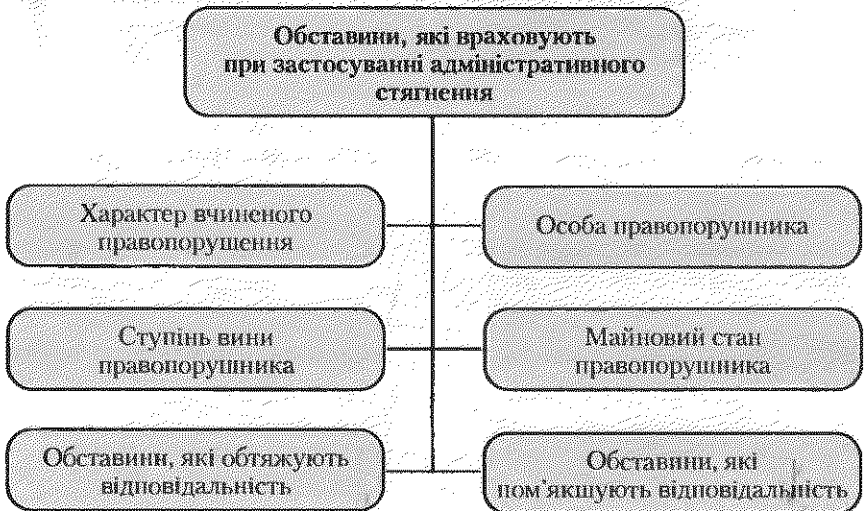 Обставини, які враховують
при застосуванні адміністративного
стягнення
Характер вчиненого
правопорушення
Особа правопорушника
Ступінь вини
правопорушника
Майновий стан
правопорушника
Обставини, які обтяжують
відповідальність
Обставини, які
пом'якшують відповідальність